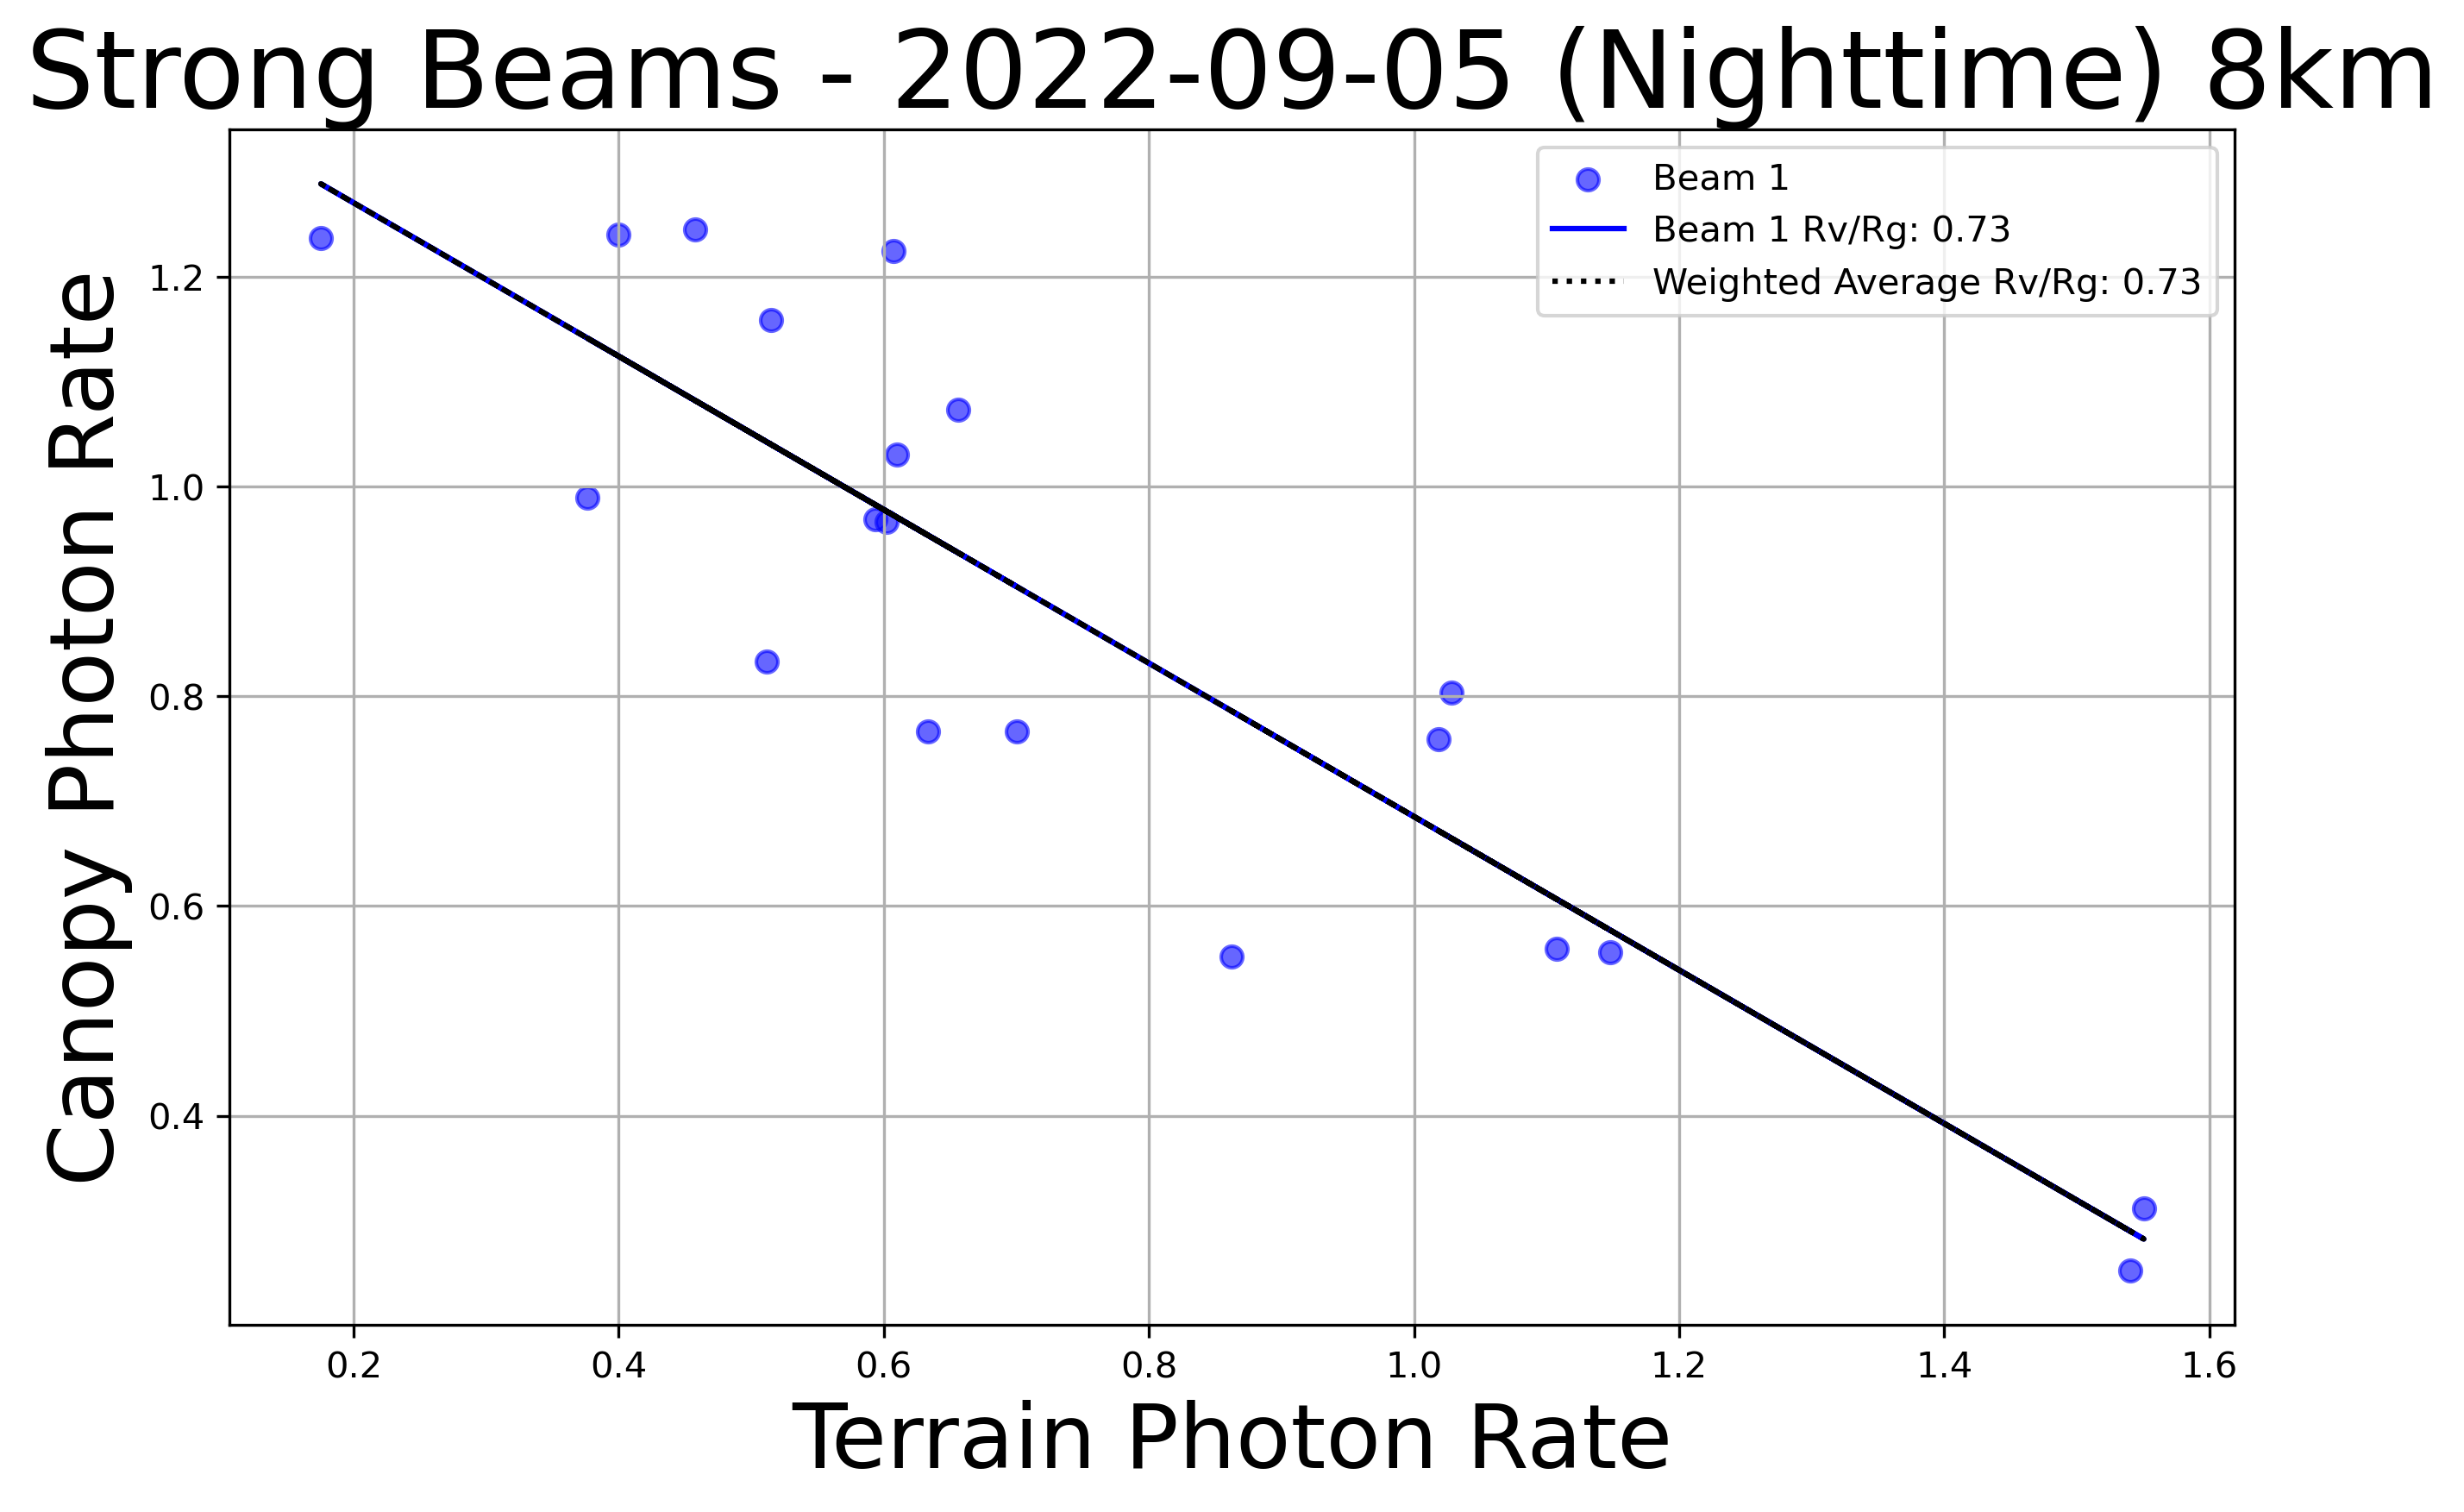 Strong Beams - 2022-09-05 (Nighttime) 8km
Beam 1
Beam 1 Rv/Rg: 0.73
Weighted Average Rv/Rg: 0.73
Canopy Photon Rate
1.2
1.0
0.8
0.6
0.4
0.2 0.4 0.6 0.8 1.0 1.2 1.4 1.6
Terrain Photon Rate